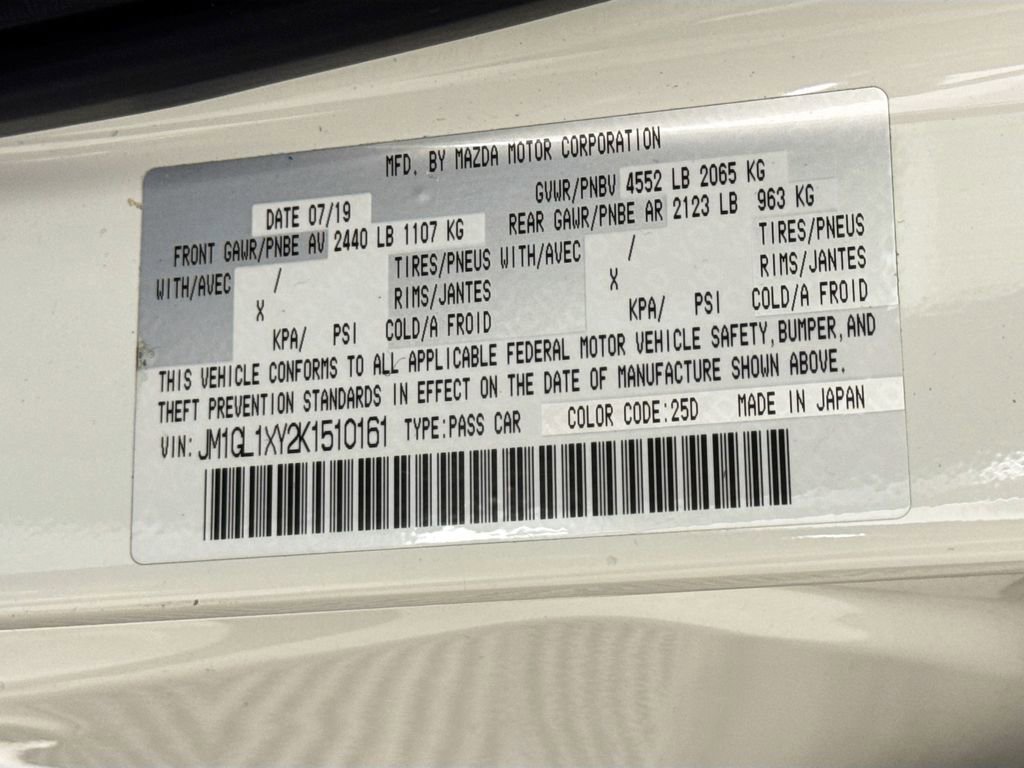 MFD. BY MAZDA MOTOR CORPORATION
DATE 07/19 GVWR/PNBV 4552 LB 2065 KG
FRONT GAWR/PNBE AV 2440 LB 1107 KG REAR GAWR/PNBE AR 2123 LB 963 KG
WITH/AVEC / TIRES/PNEUS WITH/AVEC / TIRES/PNEUS
X RIMS/JANTES X RIMS/JANTES
KPA/ PSI COLD/A FROID KPA/ PSI COLD/A FROID
THIS VEHICLE CONFORMS TO ALL APPLICABLE FEDERAL MOTOR VEHICLE SAFETY,BUMPER,AND
THEFT PREVENTION STANDARDS IN EFFECT ON THE DATE OF MANUFACTURE SHOWN ABOVE.
VIN: JM1GL1XY2K1510161 TYPE:PASS CAR COLOR CODE:25D MADE IN JAPAN